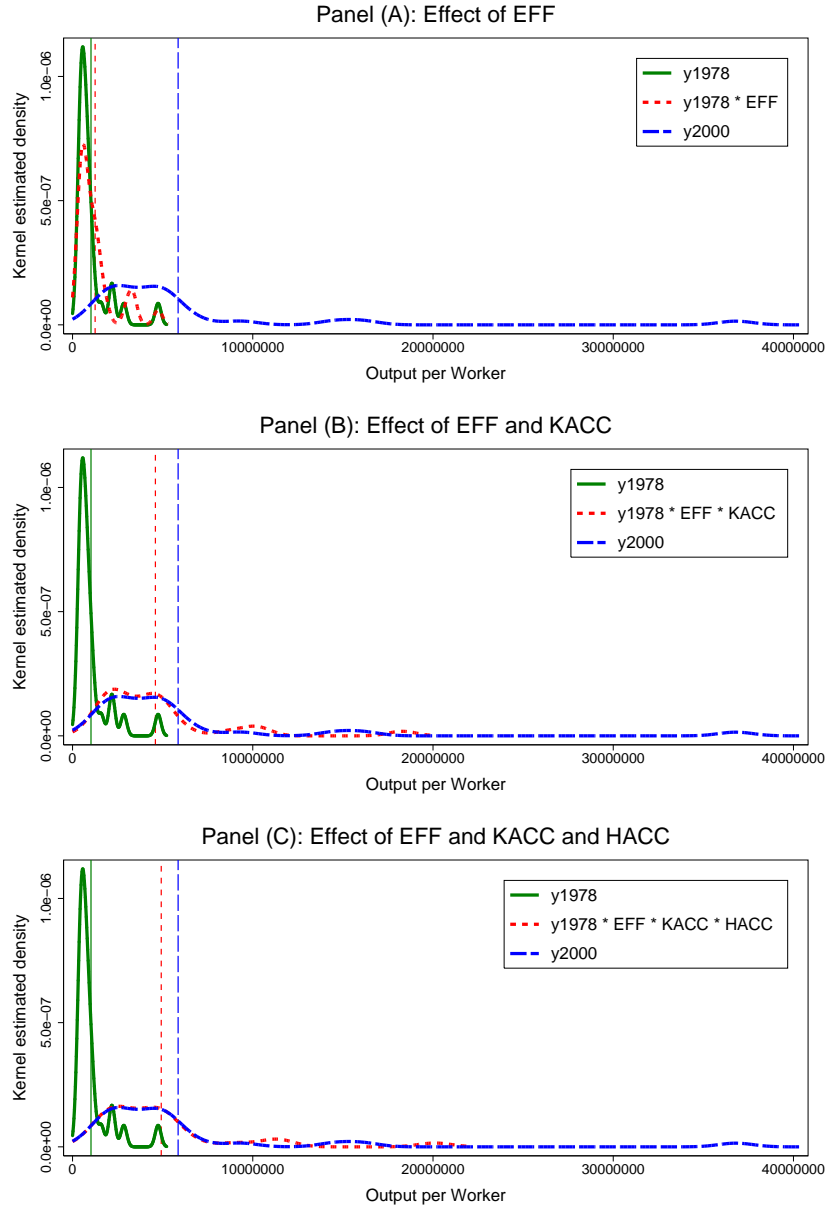 Panel (A): Effect of EFF
Kernel estimated density
1.0e-06
5.0e-07
0.0e+00
y1978
y1978 * EFF
y2000
0 10000000 20000000 30000000 40000000
Output per Worker
Panel (B): Effect of EFF and KACC
Kernel estimated density
1.0e-06
5.0e-07
0.0e+00
y1978
y1978 * EFF * KACC
y2000
0 10000000 20000000 30000000 40000000
Output per Worker
Panel (C): Effect of EFF and KACC and HACC
Kernel estimated density
1.0e-06
5.0e-07
0.0e+00
y1978
y1978 * EFF * KACC * HACC
y2000
0 10000000 20000000 30000000 40000000
Output per Worker